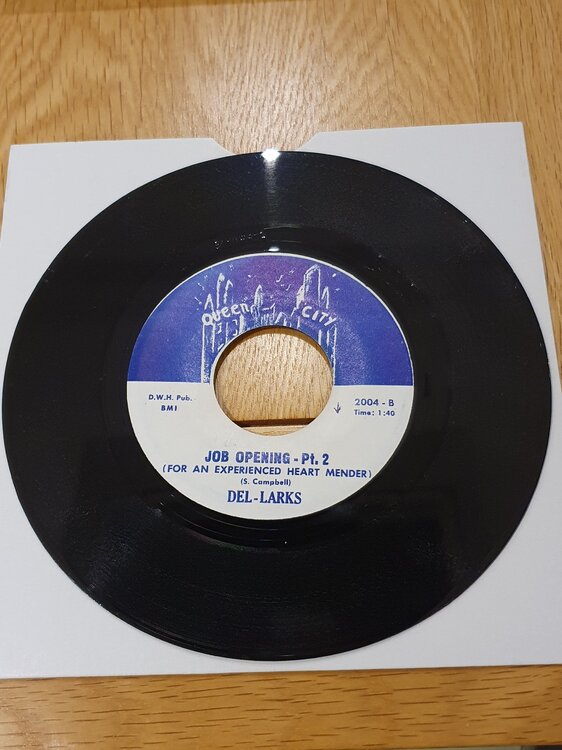 QUEEN - CITY
D.W.H. Pub.
BMI
2004 - B
Time: 1:40
JOB OPENING - Pt. 2
(FOR AN EXPERIENCED HEART MENDER)
(S. Campbell)
DEL-LARKS